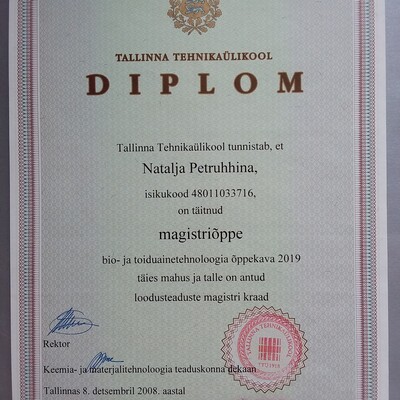 TALLINNA TEHNIKAÜLIKOOL
DIPLOM
Tallinna Tehnikaülikool tunnistab, et
Natalja Petruhhina,
isikukood 48011033716,
on täitnud
magistriõppe
bio- ja toiduainetehnoloogia õppekava 2019
täies mahus ja talle on antud
loodusteaduste magistri kraad
Rektor
Keemia- ja materjalitehnoloogia teaduskonna dekaan
Tallinnas 8. detsembril 2008. aastal
TALLINNA TEHNIKAÜLIKOOL